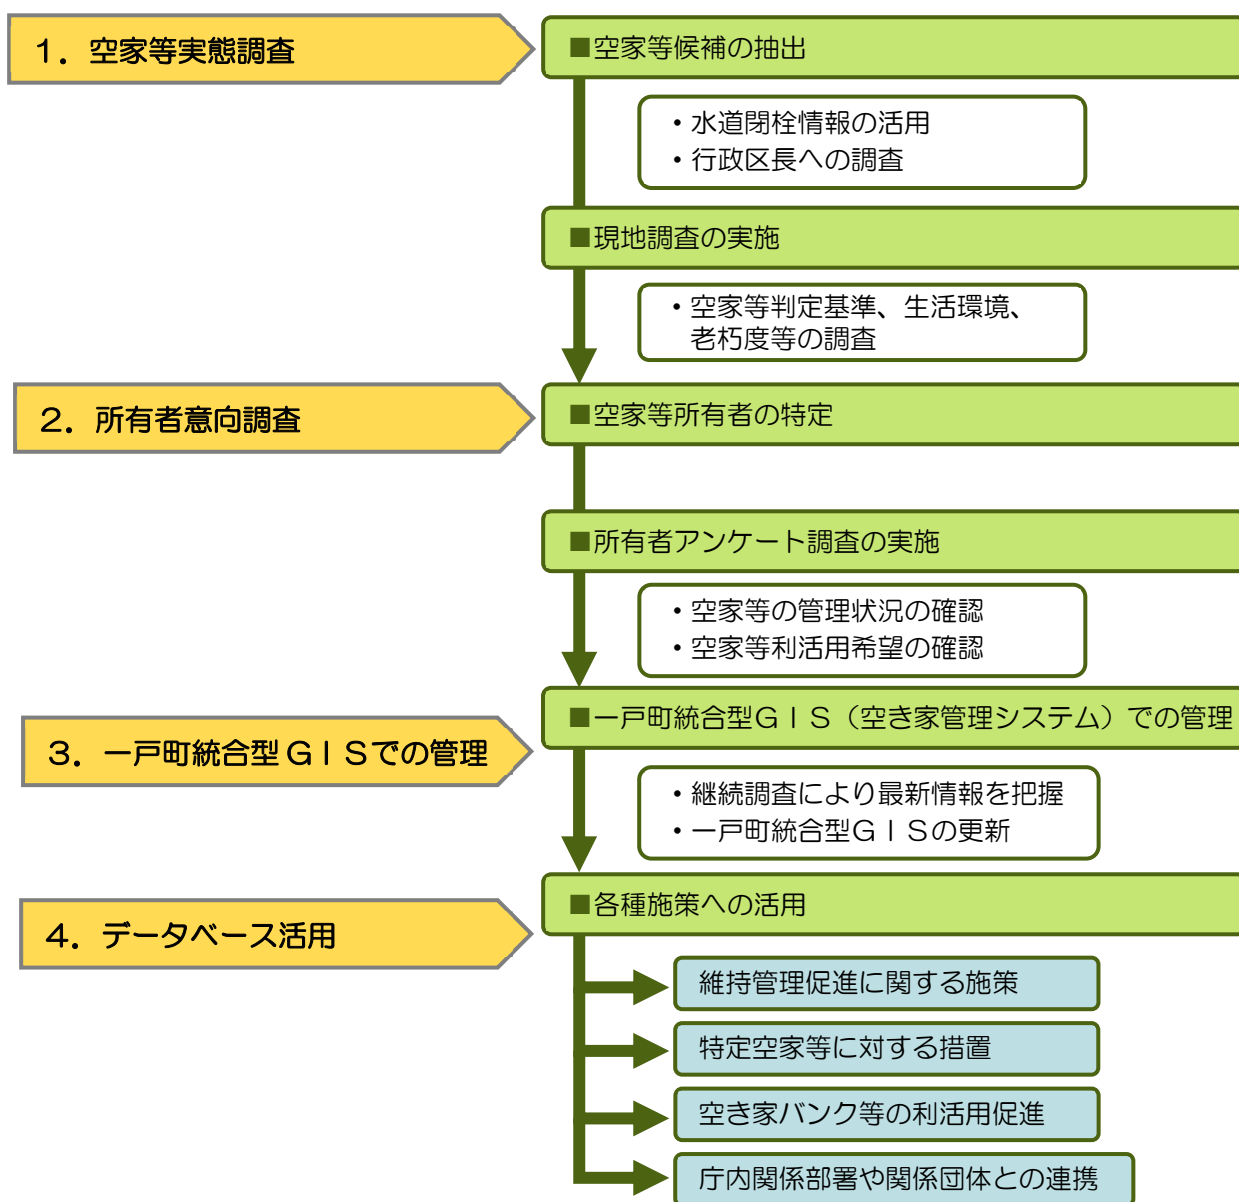 1．空家等実態調査
■空家等候補の抽出
・水道閉栓情報の活用
・行政区長への調査
■現地調査の実施
・空家等判定基準、生活環境、
老朽度等の調査
2．所有者意向調査
■空家等所有者の特定
■所有者アンケート調査の実施
・空家等の管理状況の確認
・空家等利活用希望の確認
3．一戸町統合型GISでの管理
■一戸町統合型GIS（空き家管理システム）での管理
・継続調査により最新情報を把握
・一戸町統合型GISの更新
4．データベース活用
■各種施策への活用
維持管理促進に関する施策
特定空家等に対する措置
空き家バンク等の利活用促進
庁内関係部署や関係団体との連携